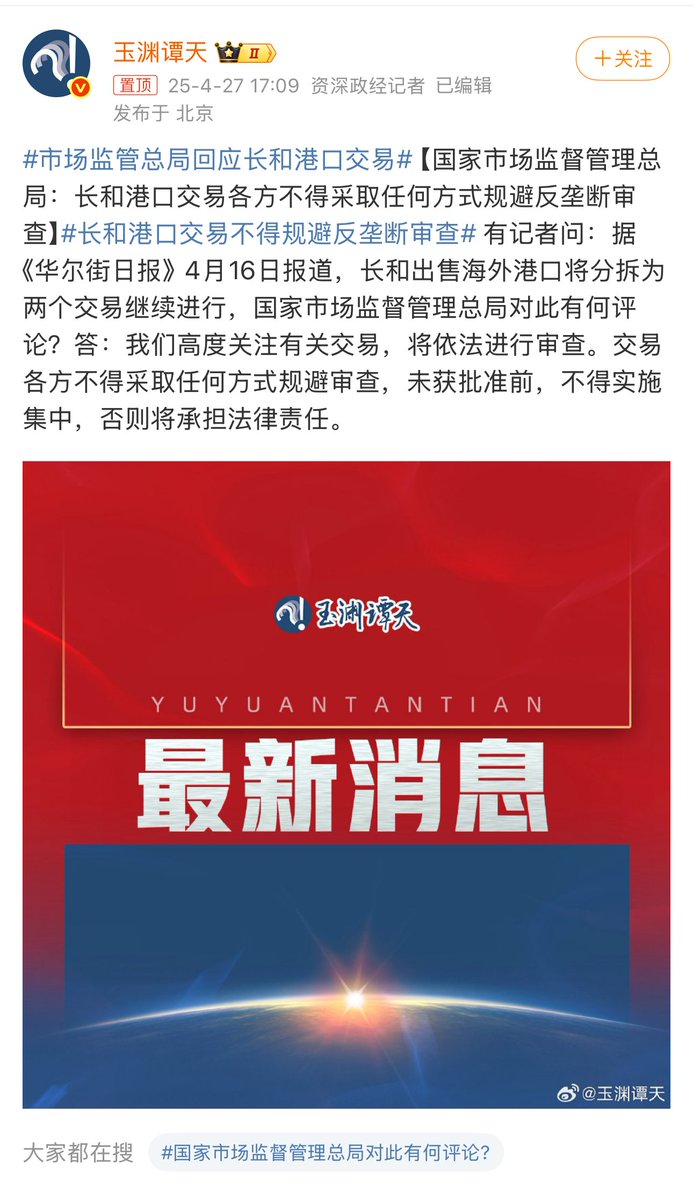 玉渊谭天 II
+关注
置顶 25-4-27 17:09 资深政经记者 已编辑
发布于 北京
#市场监管总局回应长和港口交易#【国家市场监督管理总
局：长和港口交易各方不得采取任何方式规避反垄断审
查】#长和港口交易不得规避反垄断审查# 有记者问：据
《华尔街日报》4月16日报道，长和出售海外港口将分拆为
两个交易继续进行，国家市场监督管理总局对此有何评
论？答：我们高度关注有关交易，将依法进行审查。交易
各方不得采取任何方式规避审查，未获批准前，不得实施
集中，否则将承担法律责任。
玉渊谭天
YUYUANTANTIAN
最新消息
@玉渊谭天
大家都在搜 #国家市场监督管理总局对此有何评论?